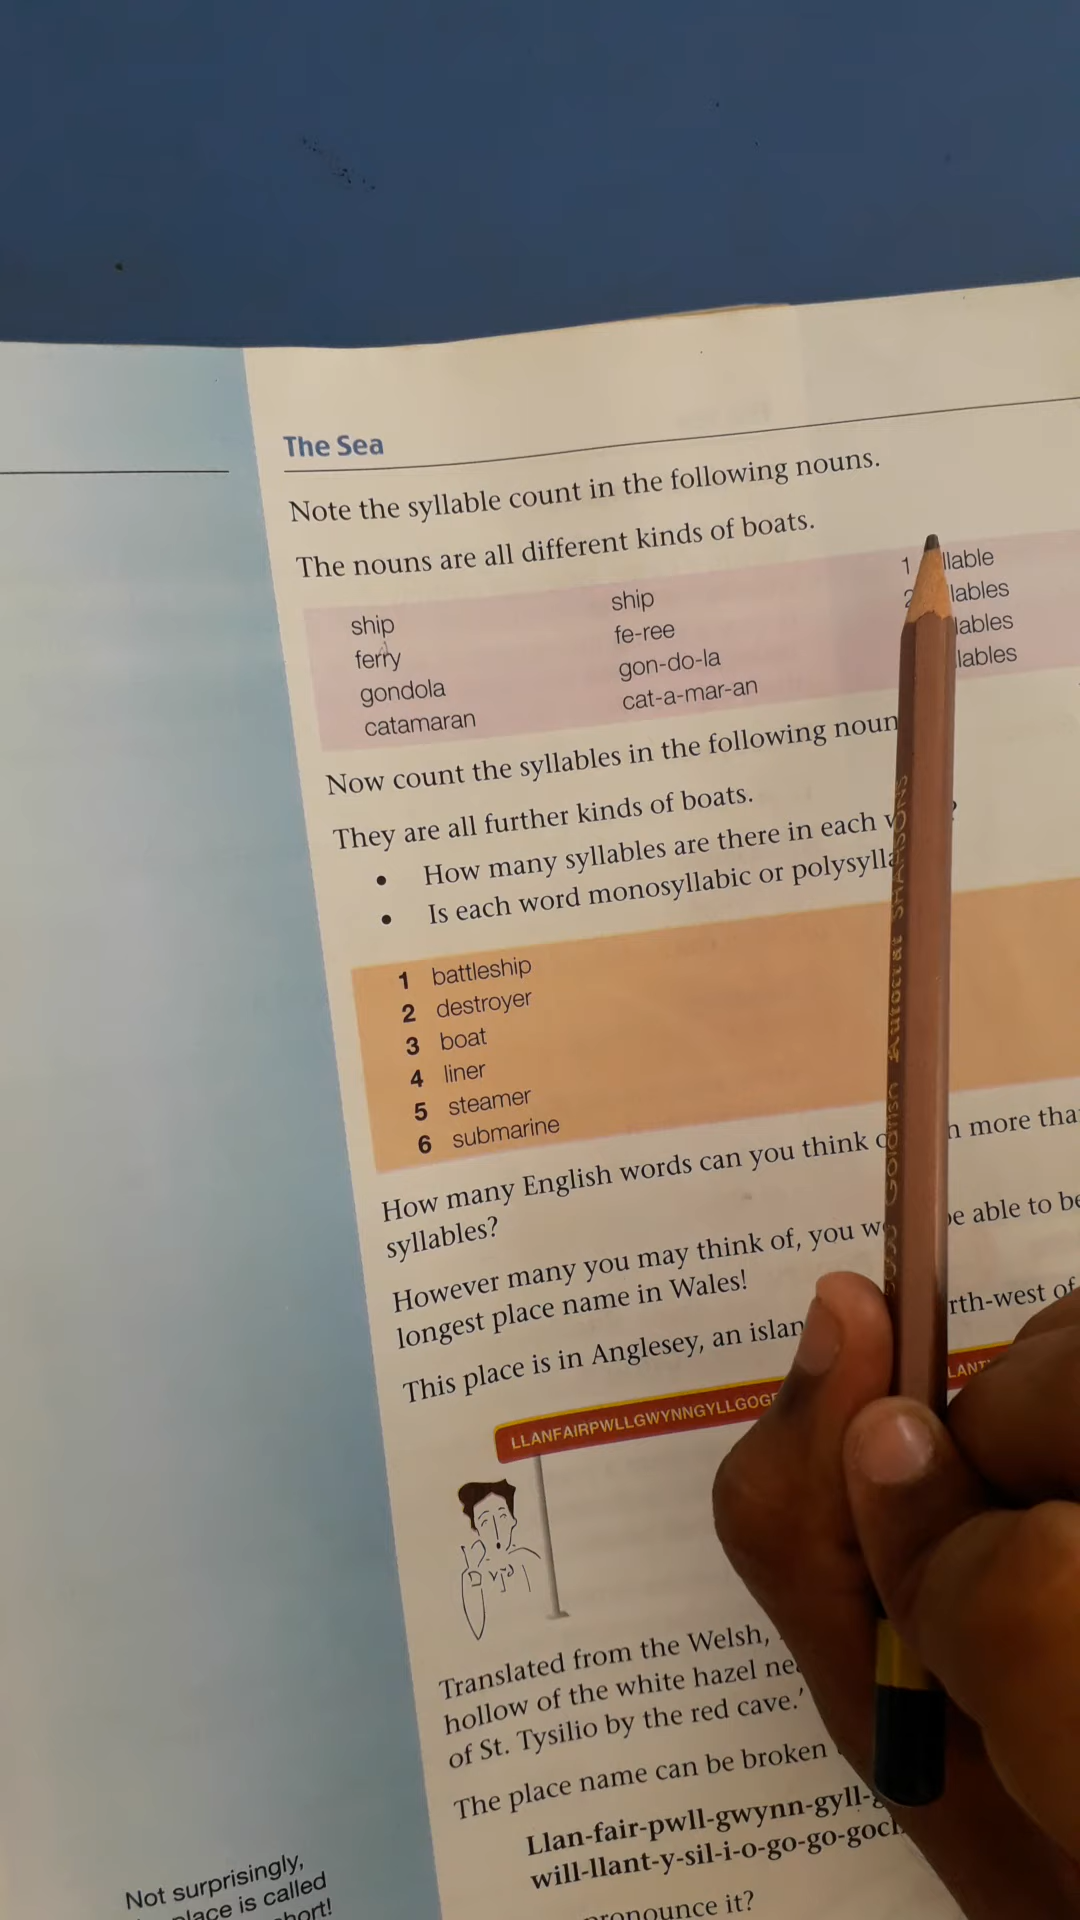 The Sea
Note the syllable count in the following nouns.
The nouns are all different kinds of boats.
ship ship 1 llable
ferry fe-ree 2 lables
gondola gon-do-la lables
catamaran cat-a-mar-an lables
Now count the syllables in the following noun
They are all further kinds of boats.
• How many syllables are there in each w ?
• Is each word monosyllabic or polysylla
1 battleship
2 destroyer
3 boat
4 liner
5 steamer
6 submarine
How many English words can you think more tha
syllables?
However many you may think of, you w be able to be
longest place name in Wales!
This place is in Anglesey, an islan rth-west of
LLANFAIRPWLLGWYNNGYLLGOGE LANT
Translated from the Welsh,
hollow of the white hazel nea
of St. Tysilio by the red cave.'
The place name can be broken
Llan-fair-pwll-gwynn-gyll-g
will-llant-y-sil-i-o-go-go-goch
pronounce it?
Not surprisingly,
place is called
short!
Goldfish Autocrat SHAHSONS